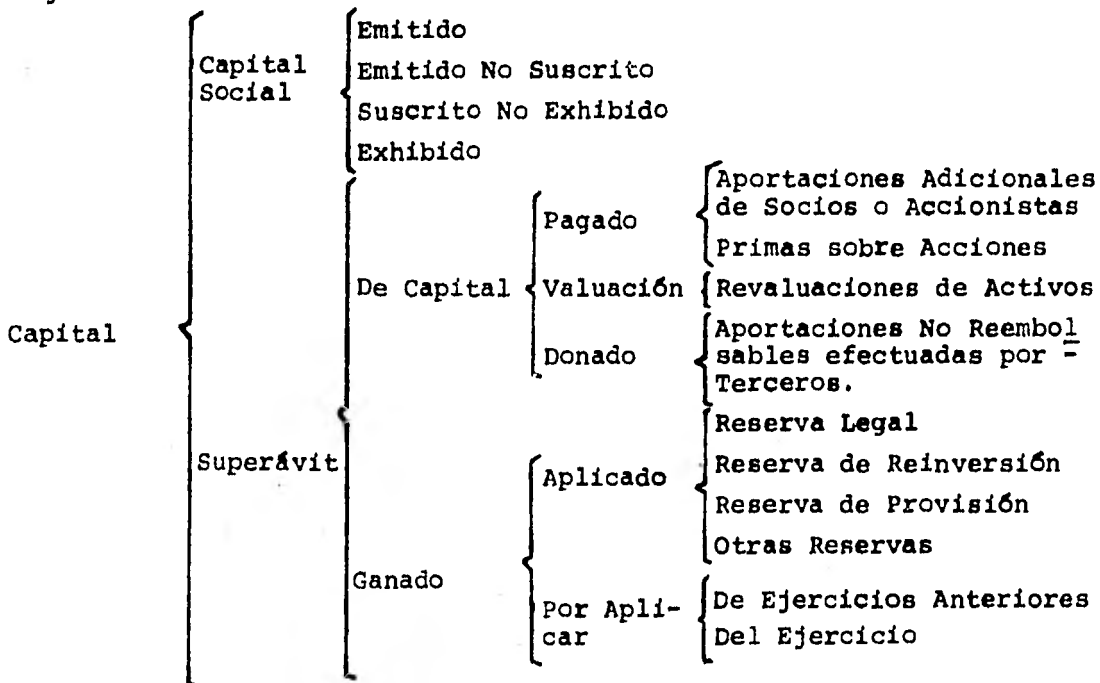 Emitido
Capital Social
Emitido No Suscrito
Suscrito No Exhibido
Exhibido
Aportaciones Adicionales
de Socios o Accionistas
Pagado
Primas sobre Acciones
De Capital
Valuación
Revaluaciones de Activos
Capital
Aportaciones No Reembol
sables efectuadas por -
Terceros.
Donado
Superávit
Reserva Legal
Aplicado
Reserva de Reinversión
Reserva de Provisión
Otras Reservas
Ganado
Por Apli-
car
De Ejercicios Anteriores
Del Ejercicio